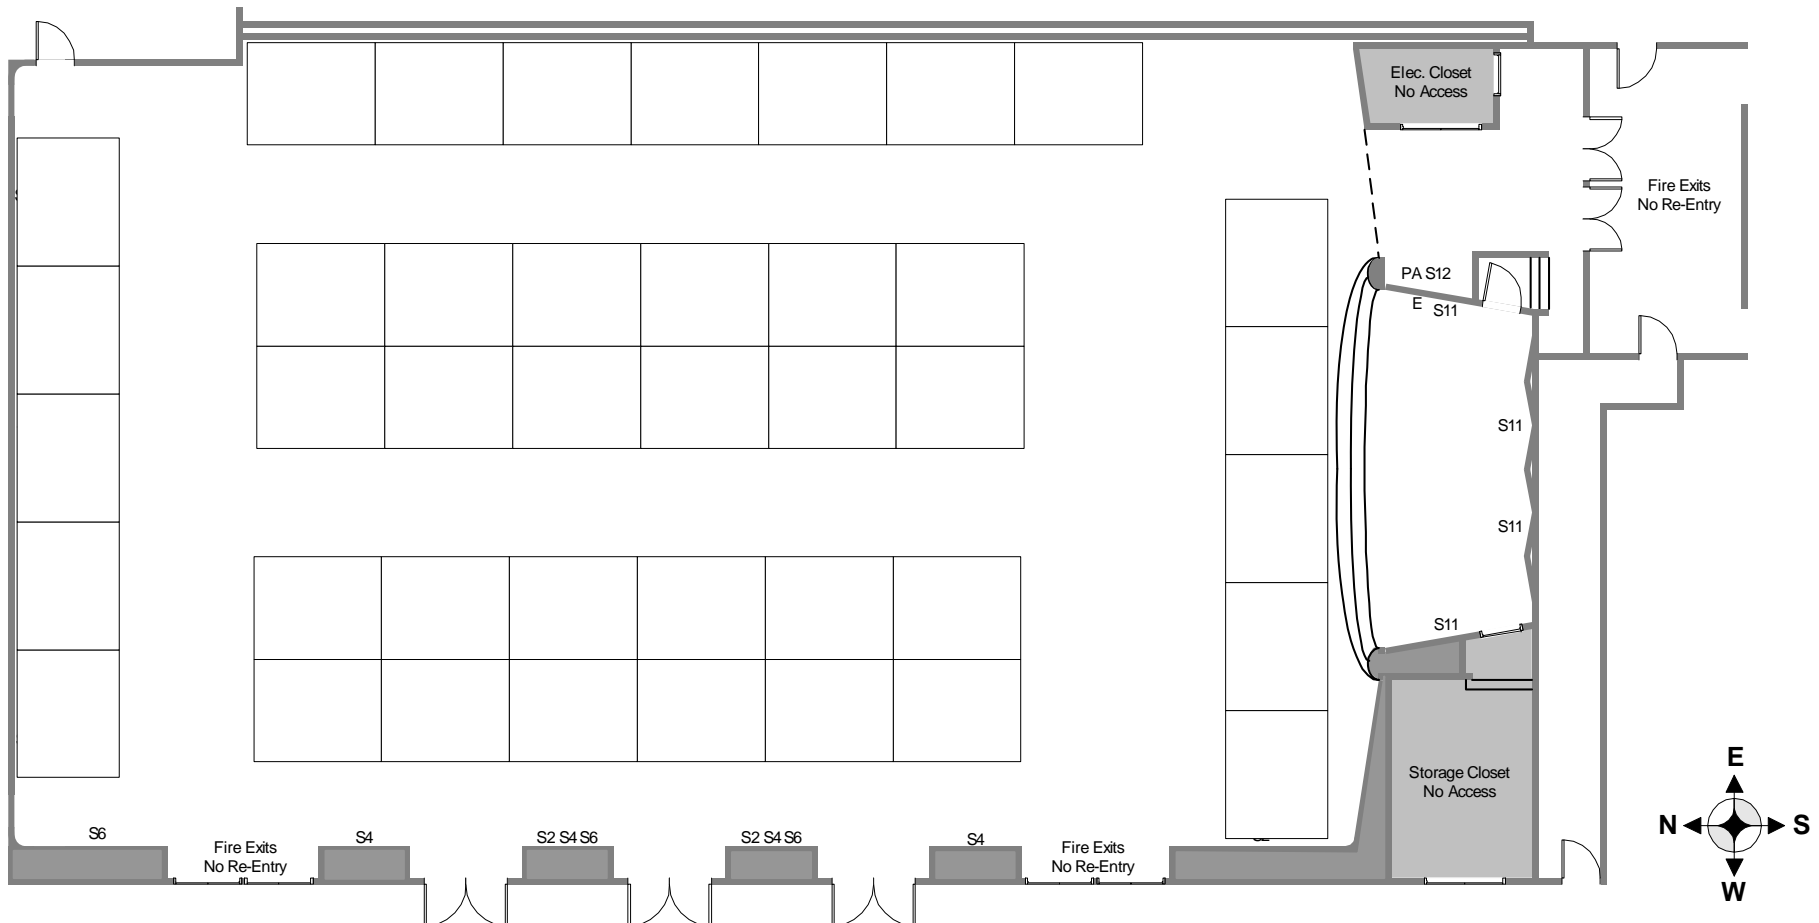 Elec. Closet
No Access
Fire Exits
No Re-Entry
PA S12
E S11
S11
S11
S11
Storage Closet
No Access
E
N S
W
S6
Fire Exits
No Re-Entry
S4
S2 S4 S6
S2 S4 S6
S4
Fire Exits
No Re-Entry